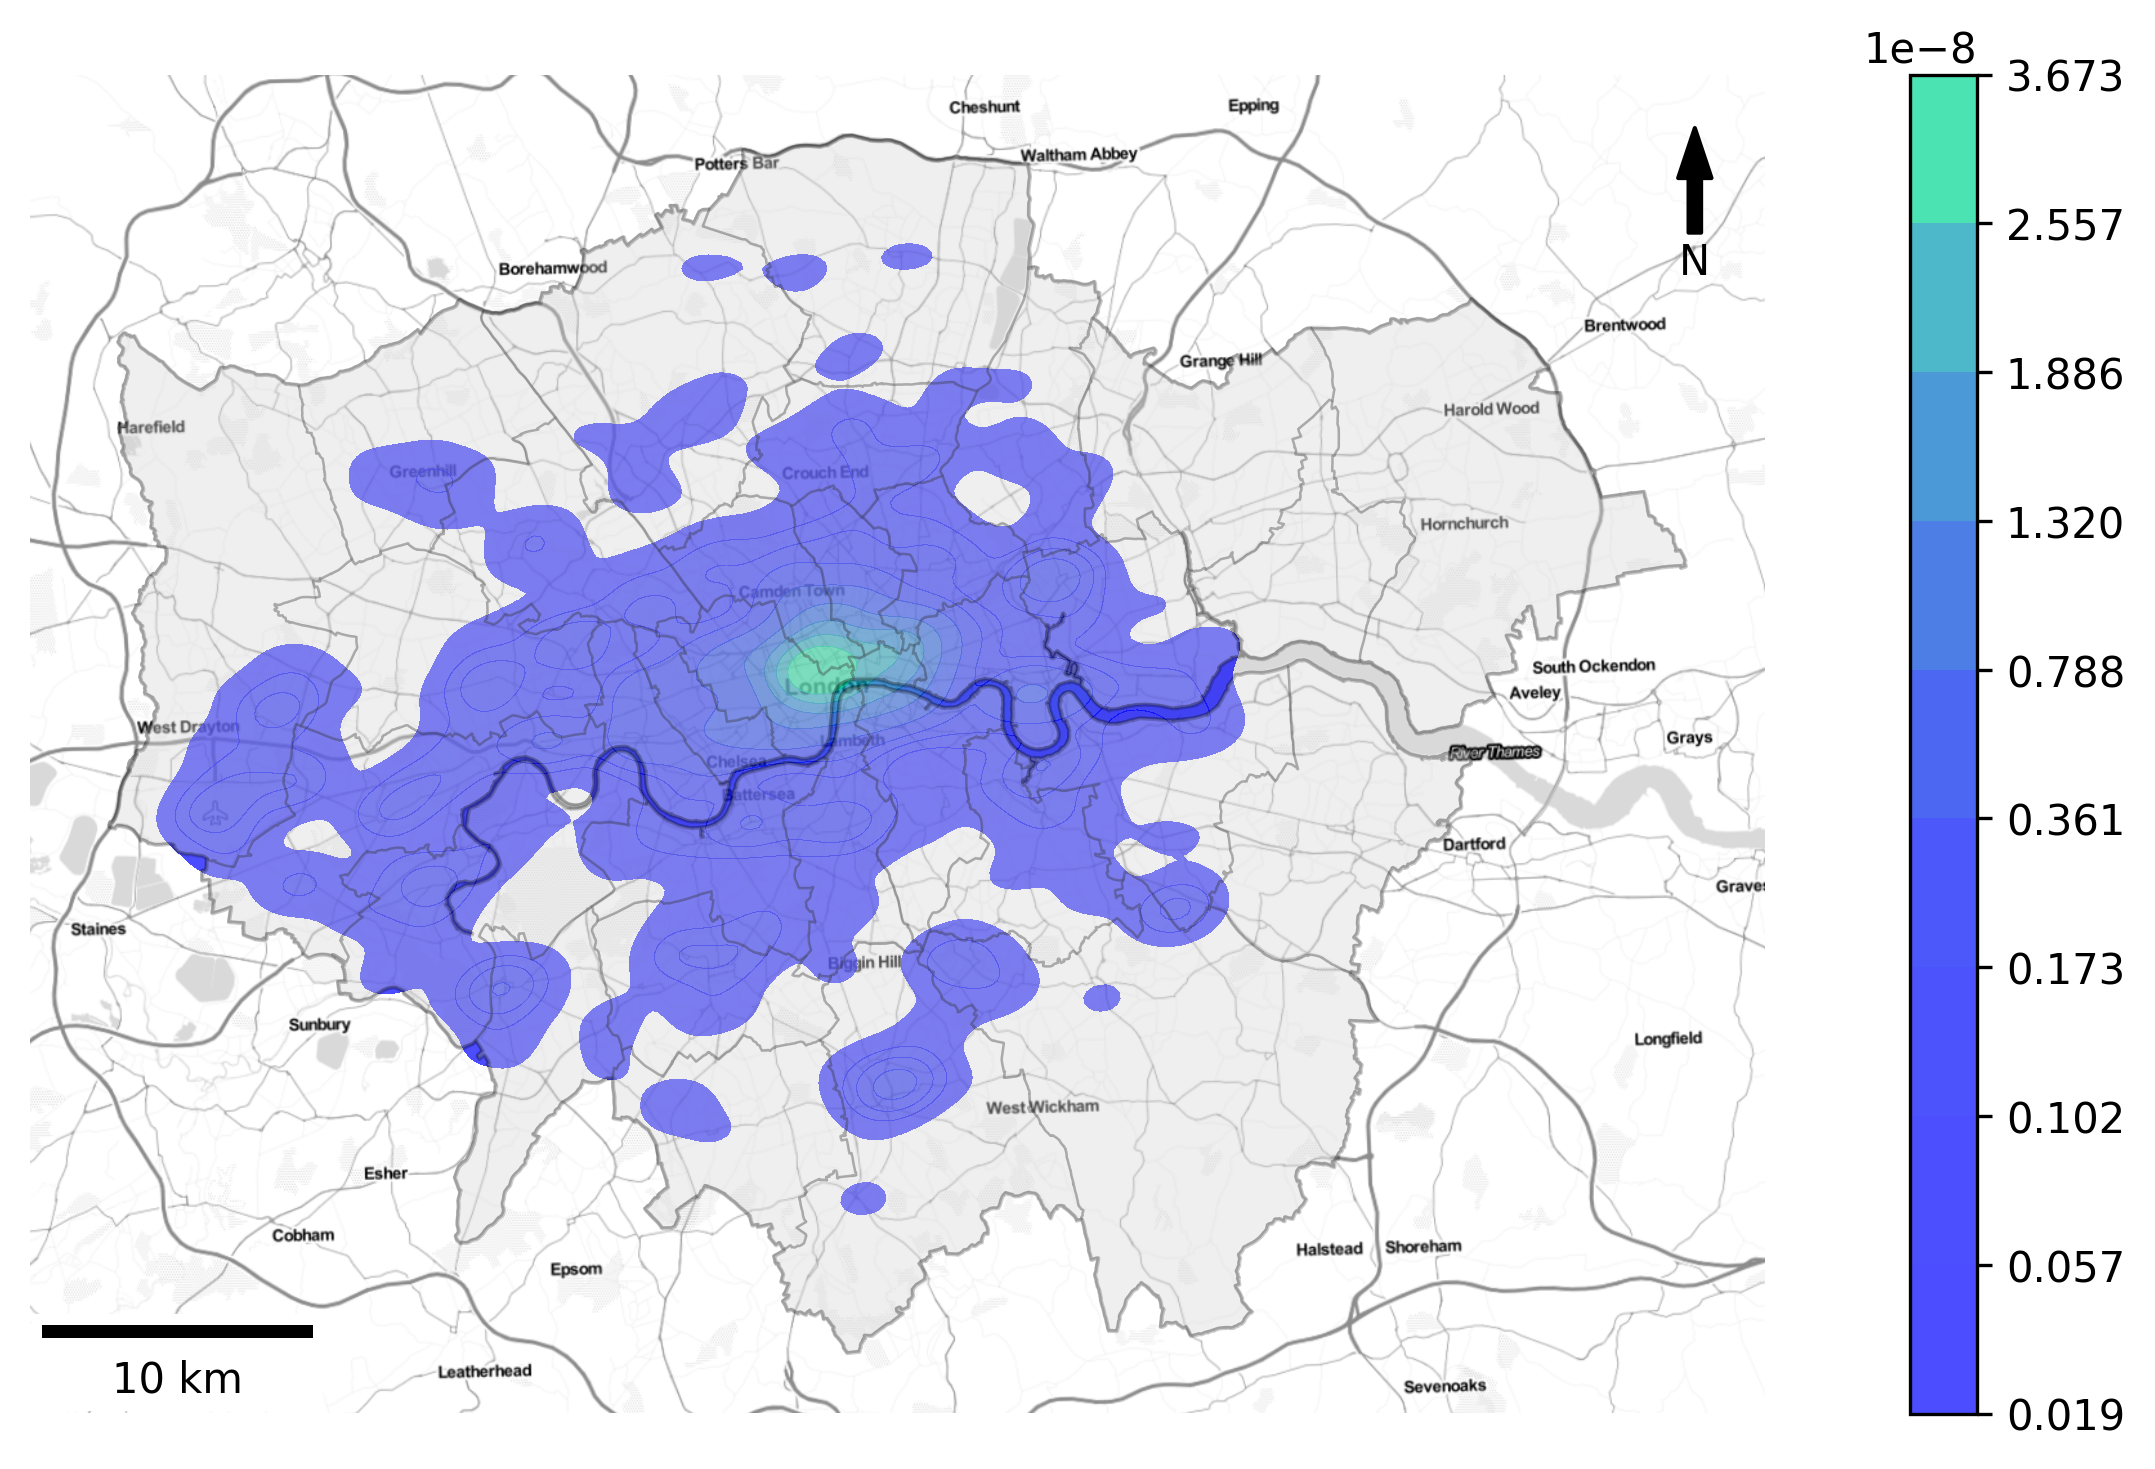 1e−8
3.673
Cheshunt
Epping
Potters Bar
Waltham Abbey
2.557
N
Borehamwood
Brentwood
Grange Hill
1.886
Harold Wood
Harefield
Greenhill
Crouch End
Hornchurch
1.320
Camden Town
South Ockendon
0.788
London
Aveley
West Drayton
Lambeth
Grays
River Thames
Chelsea
Battersea
0.361
Dartford
Graves
Staines
Biggin Hill
0.173
Sunbury
Longfield
West Wickham
0.102
Esher
Cobham
Halstead
Shoreham
Epsom
0.057
10 km
Leatherhead
Sevenoaks
0.019